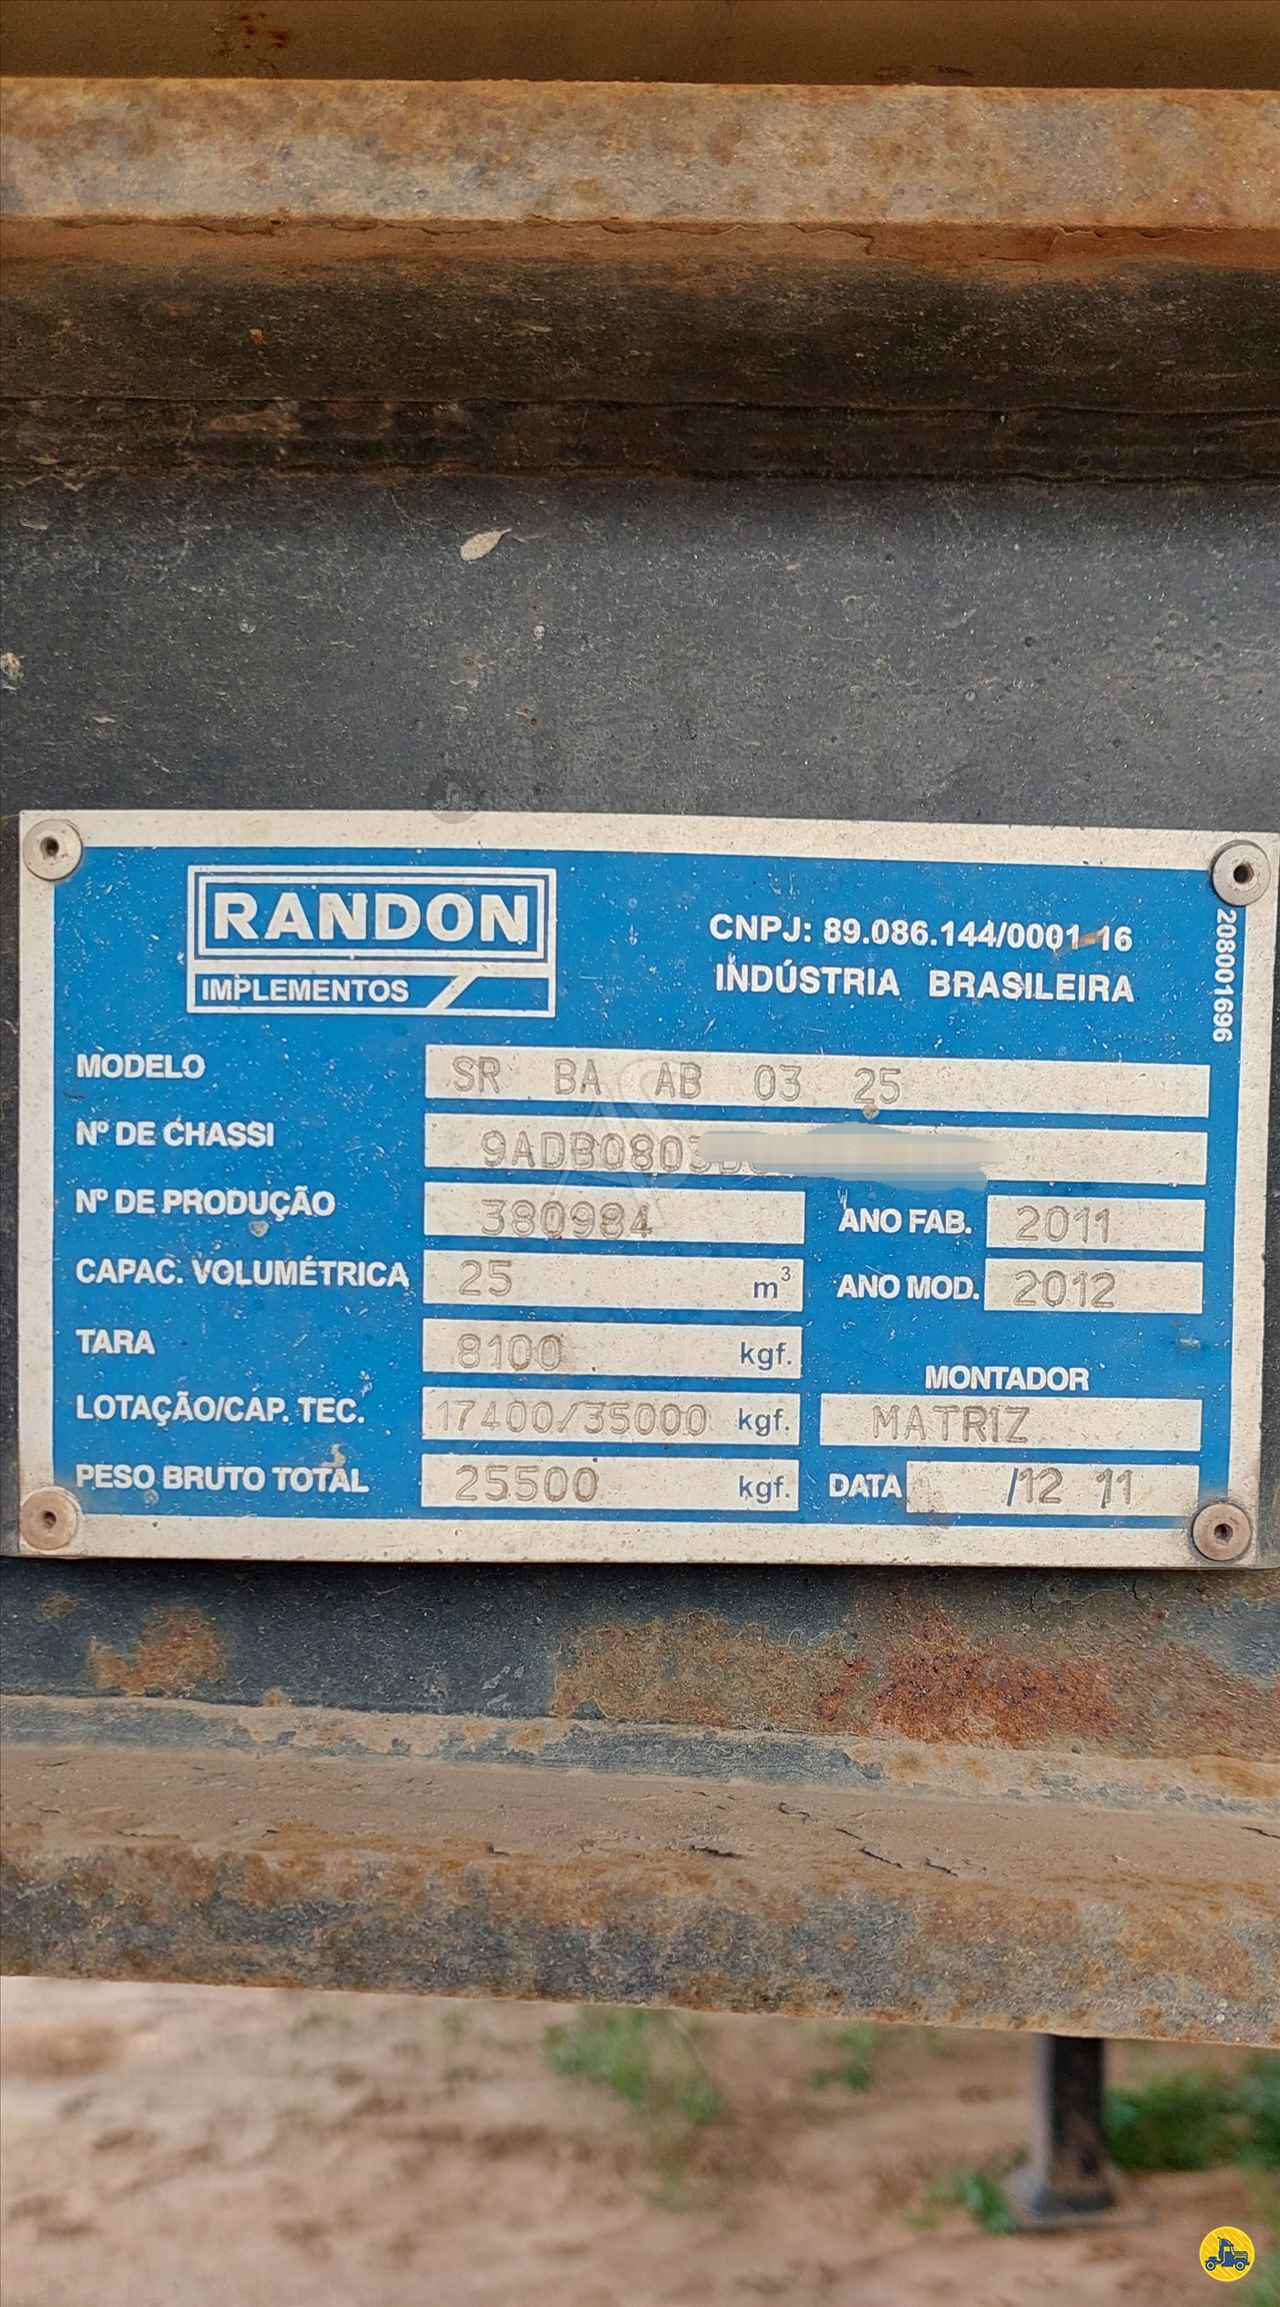 RANDON
IMPLEMENTOS
CNPJ: 89.086.144/0001-16
INDÚSTRIA BRASILEIRA
208001696
MODELO SR BA AB 03 25
Nº DE CHASSI 9ADB0803
Nº DE PRODUÇÃO 380984 ANO FAB. 2011
CAPAC. VOLUMÉTRICA 25 m³ ANO MOD. 2012
TARA 8100 kgf.
MONTADOR
LOTAÇÃO/CAP. TEC. 17400/35000 kgf. MATRIZ
PESO BRUTO TOTAL 25500 kgf. DATA /12 /11